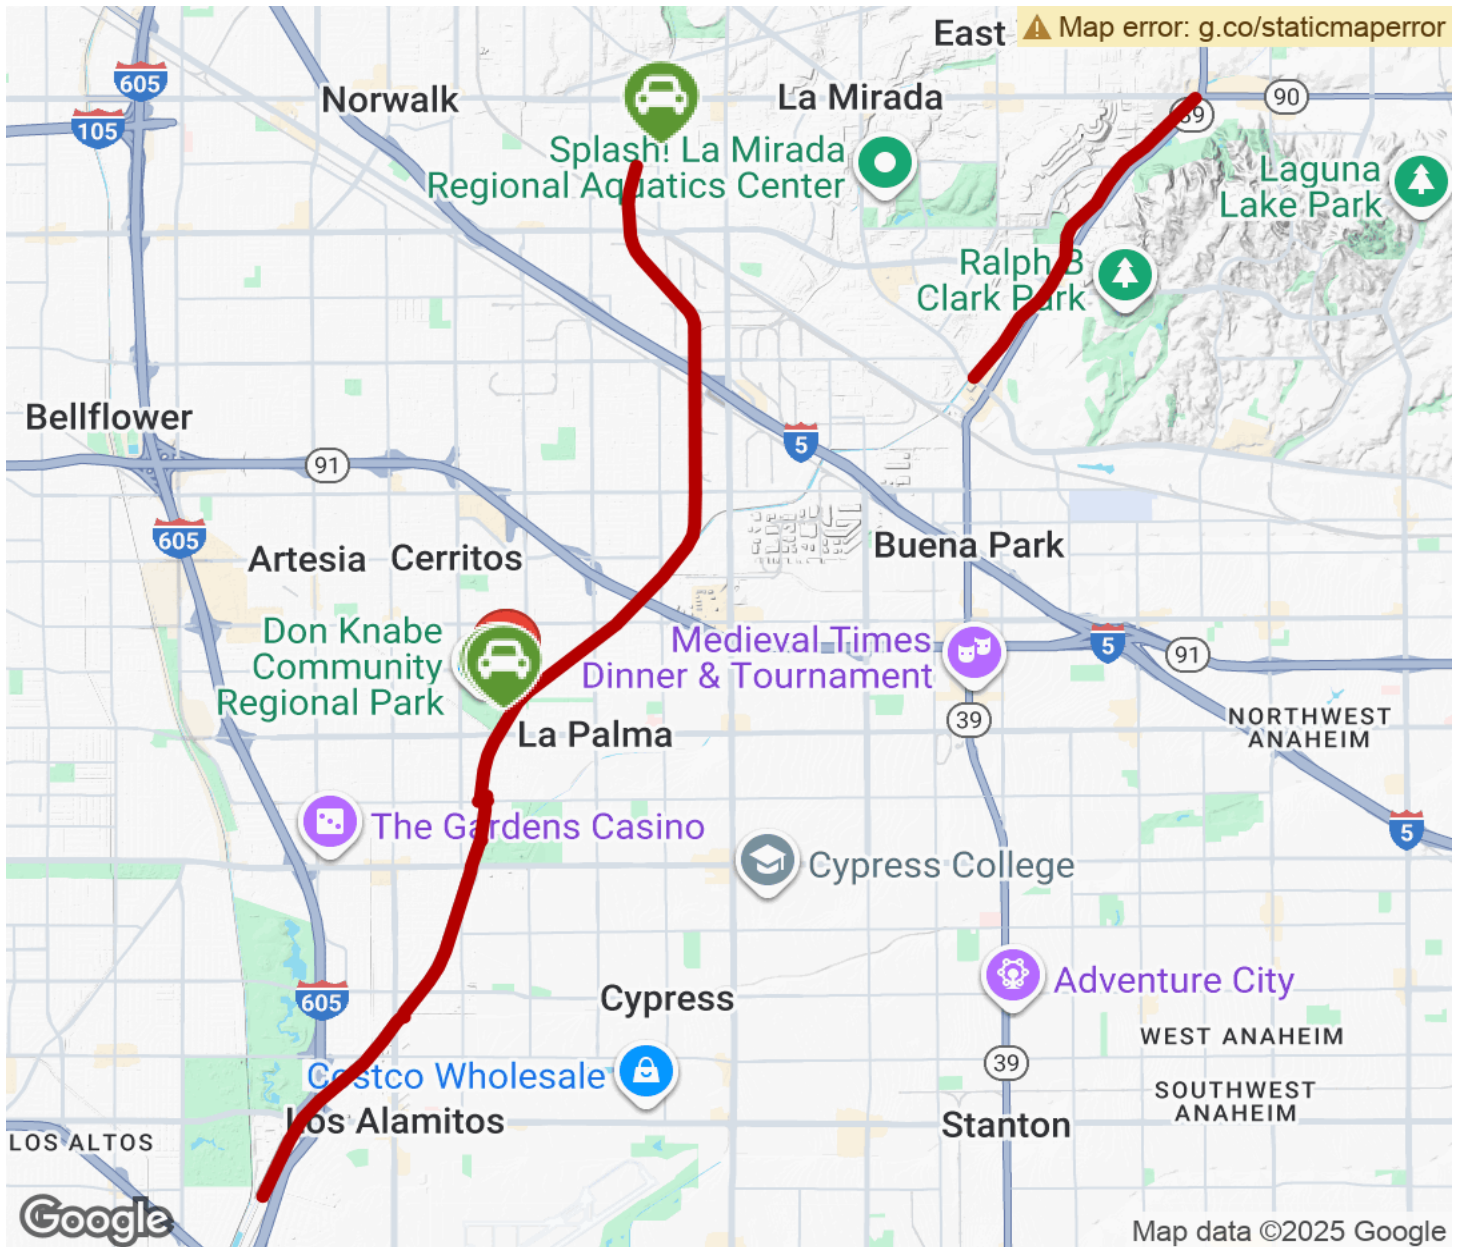 East
Map error: g.co/staticmaperror
605
Norwalk
La Mirada
90
39
105
Splash! La Mirada
Regional Aquatics Center
Laguna
Lake Park
Ralph B
Clark Park
Bellflower
5
91
605
Artesia
Cerritos
Buena Park
Don Knabe
Community
Regional Park
Medieval Times
Dinner & Tournament
5
91
La Palma
39
NORTHWEST
ANAHEIM
The Gardens Casino
5
Cypress College
605
Cypress
Adventure City
WEST ANAHEIM
39
Costco Wholesale
SOUTHWEST
ANAHEIM
Los Alamitos
Stanton
LOS ALTOS
Google
Map data ©2025 Google